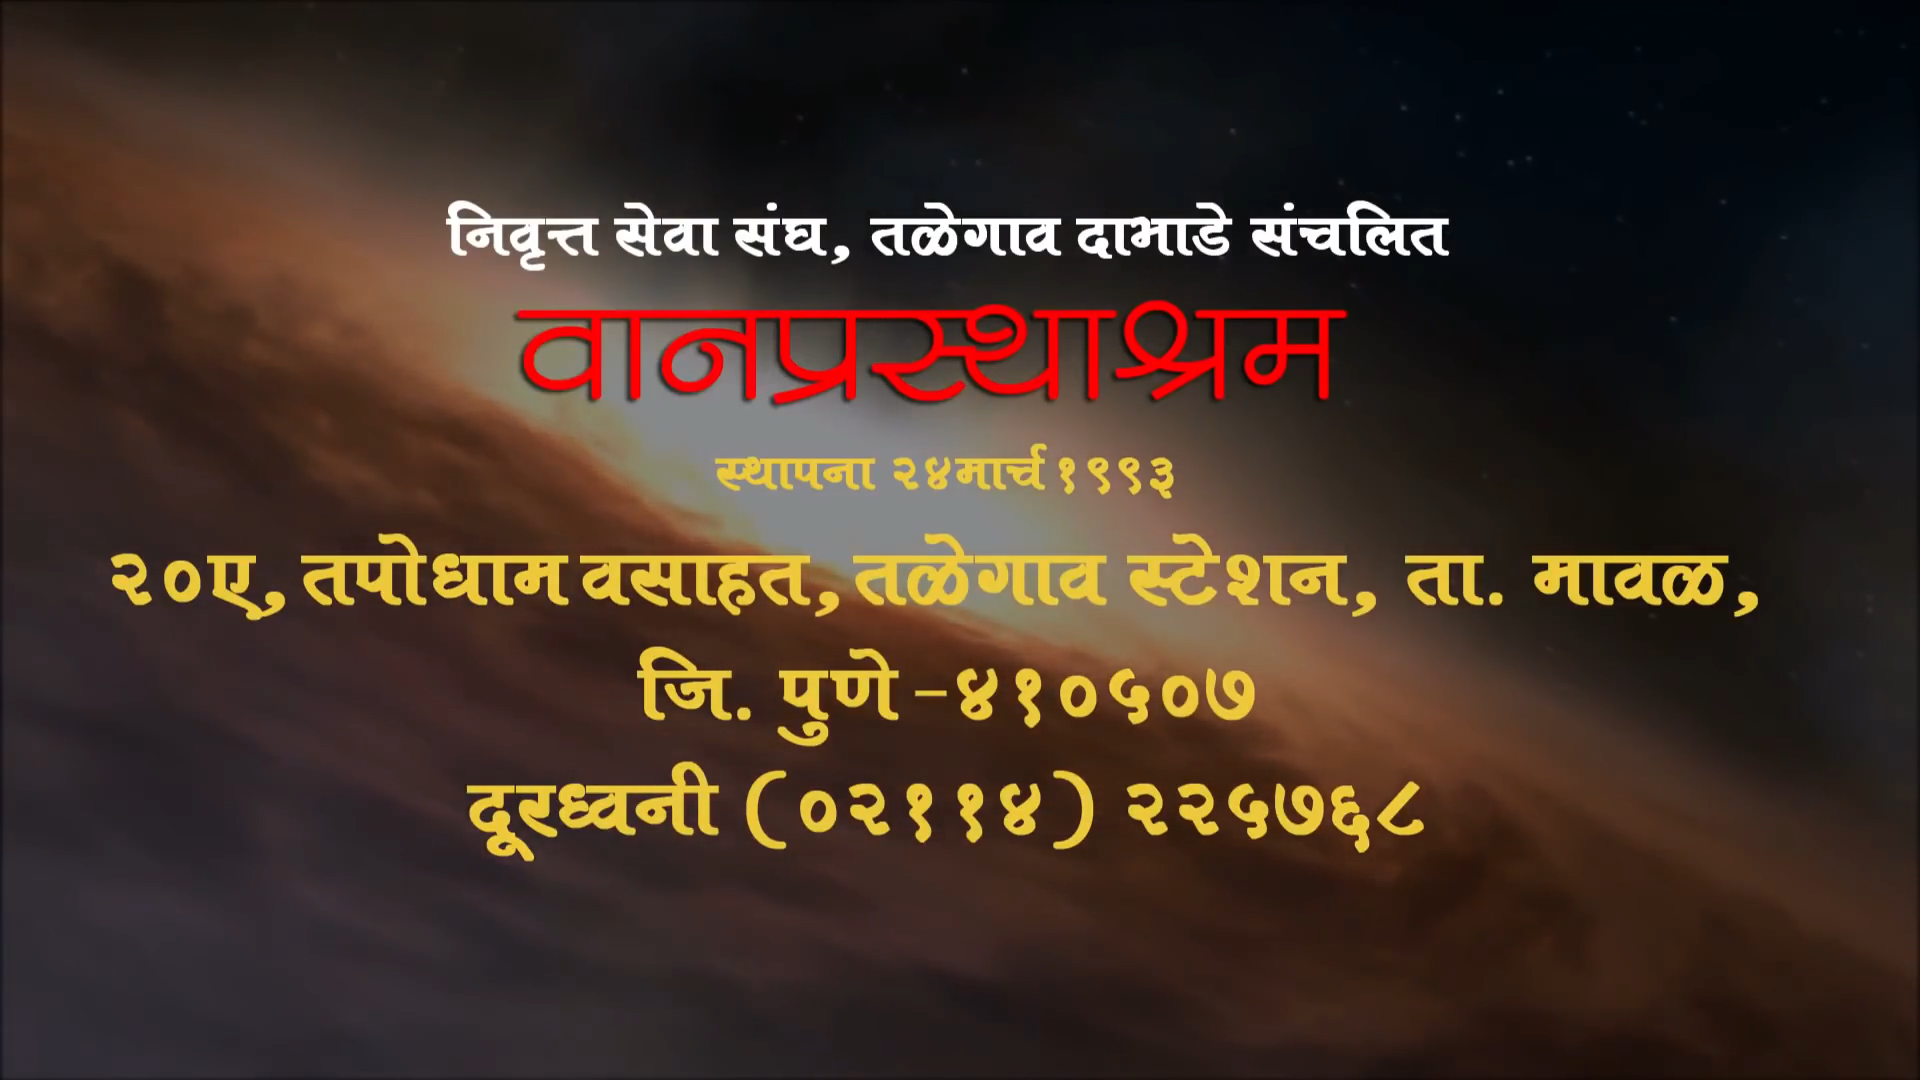 निवृत्त सेवा संघ, तळेगाव दाभाडे संचलित
वानप्रस्थाश्रम
स्थापना २४मार्च १९९३
२०ए, तपोधाम वसाहत, तळेगाव स्टेशन, ता. मावळ,
जि. पुणे -४१०५०७
दूरध्वनी (०२११४) २२५७६८